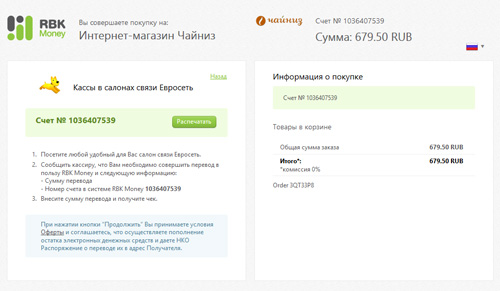 RBK
Money
Вы совершаете покупку на:
Интернет-магазин Чайниз
чайниз
Счет № 1036407539
Сумма: 679.50 RUB
Назад
Кассы в салонах связи Евросеть
Счет № 1036407539
Распечатать
1. Посетите любой удобный для Вас салон связи Евросеть.
2. Сообщить кассиру, что Вам необходимо совершить перевод в
пользу RBK Money и следующую информацию:
- Сумму перевода
- Номер счета в системе RBK Money 1036407539
3. Внесите сумму перевода и получите чек.
При нажатии кнопки "Продолжить" Вы принимаете условия
Оферты и соглашаетесь, что осуществляете пополнение
остатка электронных денежных средств и даете НКО
Распоряжение о переводе их в адрес Получателя.
Информация о покупке
Счет № 1036407539
Товары в корзине
Общая сумма заказа 679.50 RUB
Итого*: 679.50 RUB
*комиссия 0%
Order 3QT33P8